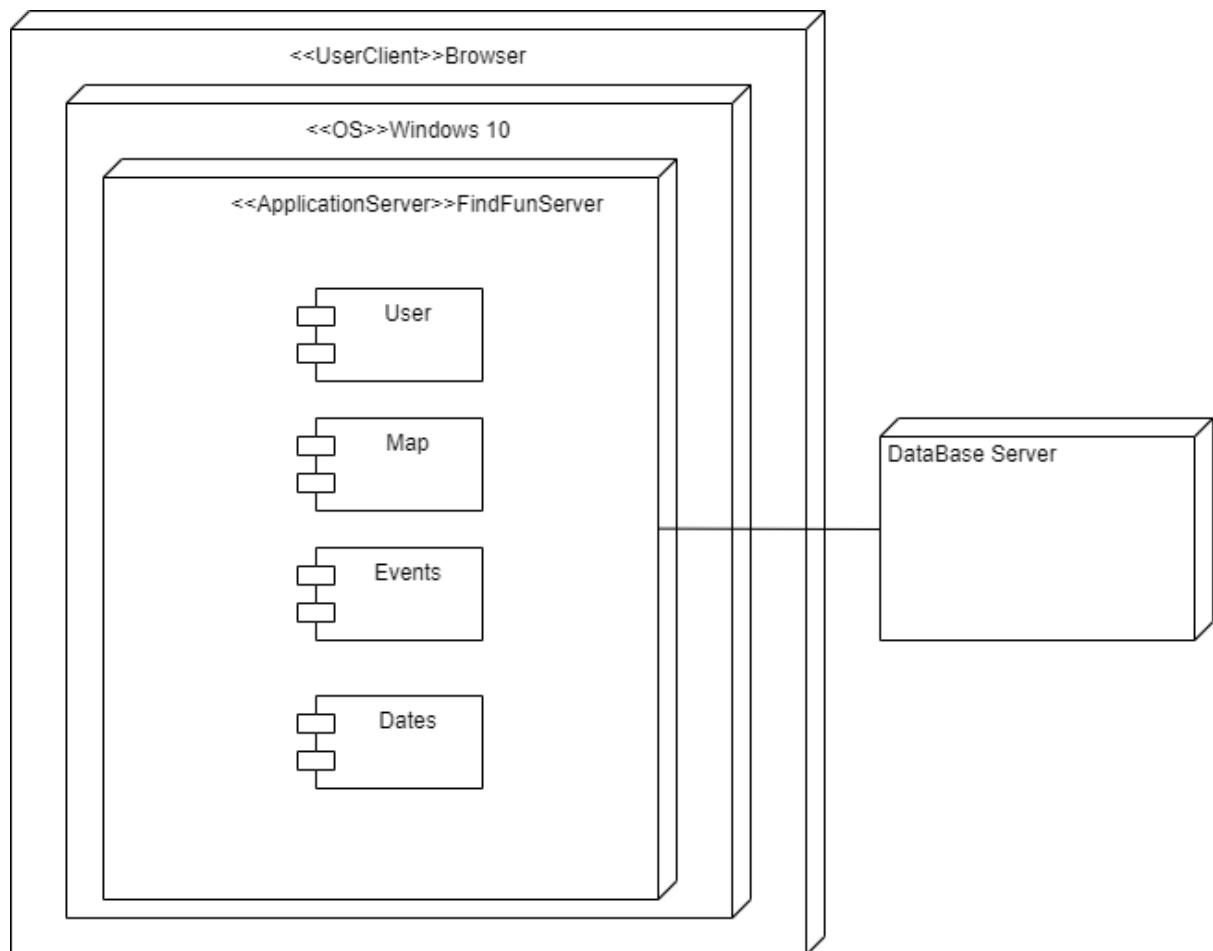 <<UserClient>>Browser
<<OS>>Windows 10
<<ApplicationServer>>FindFunServer
User
Map
Events
Dates
DataBase Server